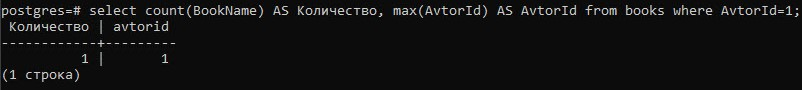 postgres=# select count(BookName) AS Количество, max(AvtorId) AS AvtorId from books where AvtorId=1;
 Количество | avtorid
------------+---------
          1 |       1
(1 строка)